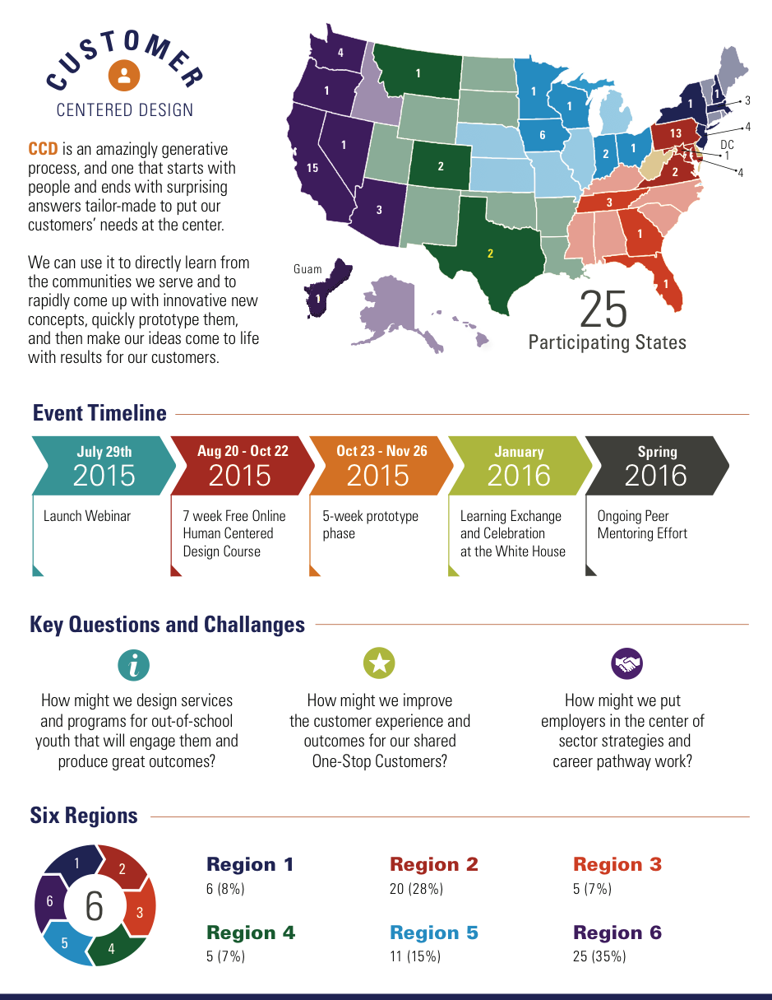 CUSTOMER
CENTERED DESIGN
CCD is an amazingly generative
process, and one that starts with
people and ends with surprising
answers tailor-made to put our
customers’ needs at the center.
We can use it to directly learn from
the communities we serve and to
rapidly come up with innovative new
concepts, quickly prototype them,
and then make our ideas come to life
with results for our customers.
4
1
1
1
15
3
1
2
2
1
1
6
2
1
3
1
1
1
1
3
13
4
DC
1
2
4
Guam
1
25
Participating States
Event Timeline
July 29th
2015
Launch Webinar
Aug 20 - Oct 22
2015
7 week Free Online
Human Centered
Design Course
Oct 23 - Nov 26
2015
5-week prototype
phase
January
2016
Learning Exchange
and Celebration
at the White House
Spring
2016
Ongoing Peer
Mentoring Effort
Key Questions and Challanges
i
How might we design services
and programs for out-of-school
youth that will engage them and
produce great outcomes?
How might we improve
the customer experience and
outcomes for our shared
One-Stop Customers?
How might we put
employers in the center of
sector strategies and
career pathway work?
Six Regions
1
2
3
4
5
6
6
Region 1
6 (8%)
Region 2
20 (28%)
Region 3
5 (7%)
Region 4
5 (7%)
Region 5
11 (15%)
Region 6
25 (35%)